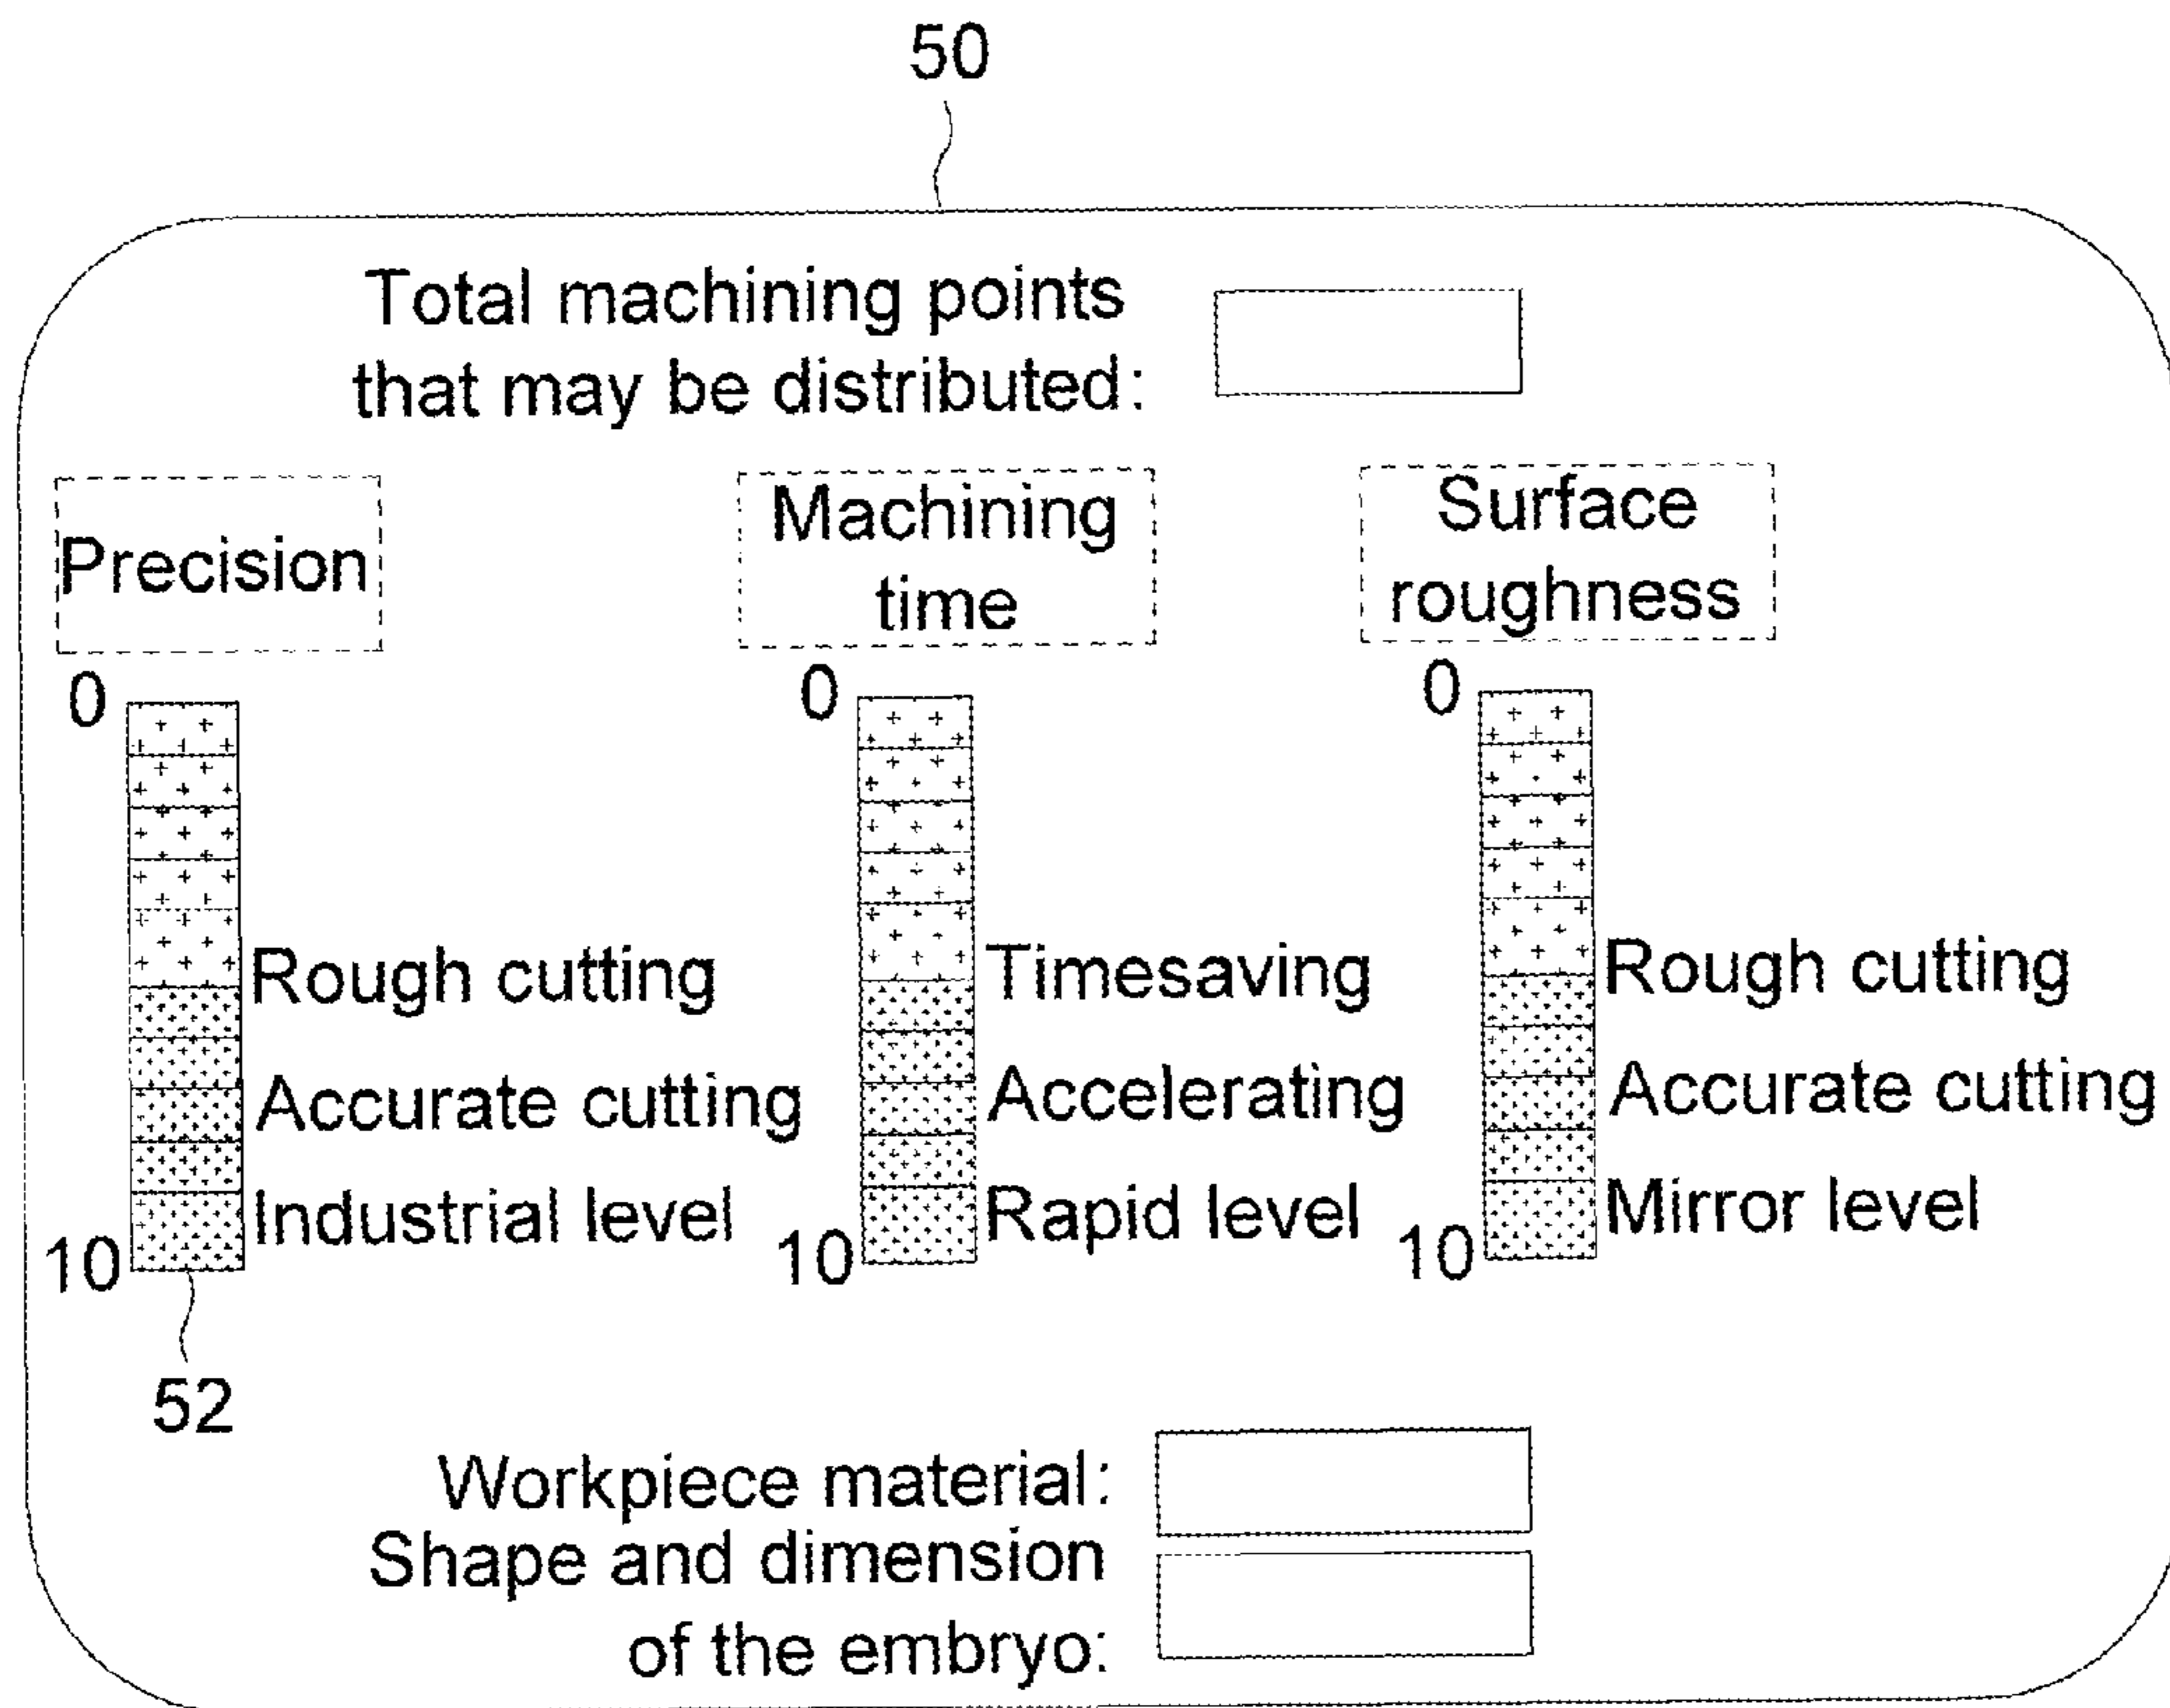 50
Total machining points
that may be distributed:
Precision
Machining
time
Surface
roughness
0
0
0
Rough cutting
Timesaving
Rough cutting
Accurate cutting
Accelerating
Accurate cutting
Industrial level
Rapid level
Mirror level
10
10
10
52
Workpiece material:
Shape and dimension
of the embryo: